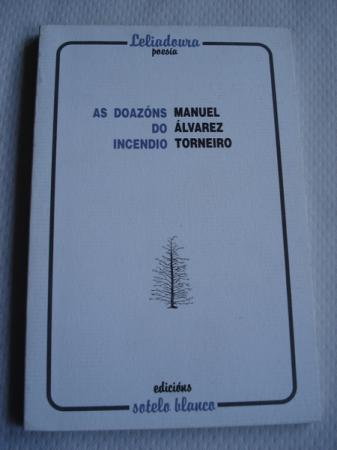 Leliadoura
poesía
AS DOAZÓNS MANUEL
DO ÁLVAREZ
INCENDIO TORNEIRO
edicións
sotelo blanco